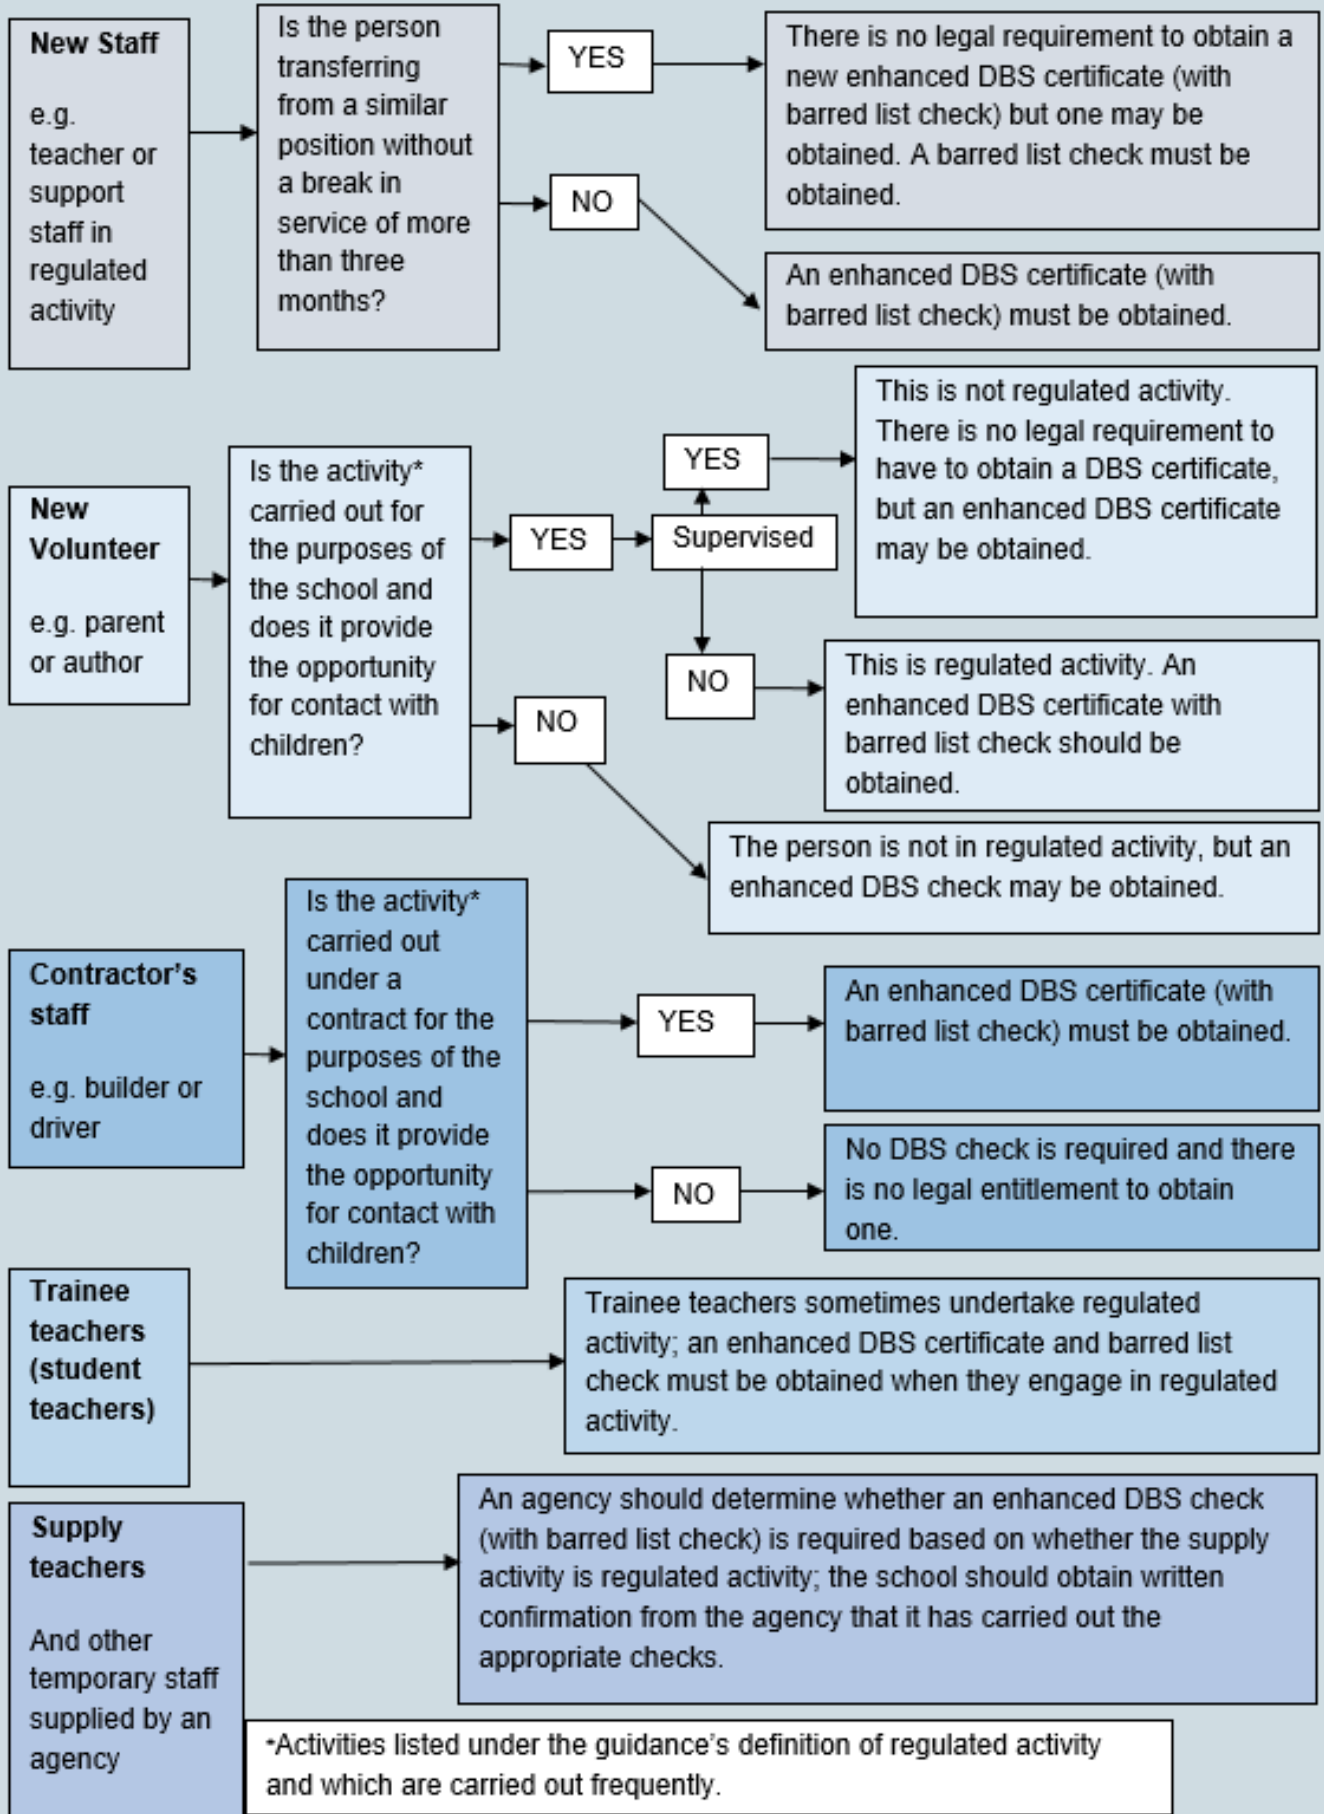 New Staff
e.g.
teacher or
support
staff in
regulated
activity
Is the person
transferring
from a similar
position without
a break in
service of more
than three
months?
YES
There is no legal requirement to obtain a
new enhanced DBS certificate (with
barred list check) but one may be
obtained. A barred list check must be
obtained.
NO
An enhanced DBS certificate (with
barred list check) must be obtained.
New
Volunteer
e.g. parent
or author
Is the activity*
carried out for
the purposes of
the school and
does it provide
the opportunity
for contact with
children?
YES
Supervised
YES
This is not regulated activity.
There is no legal requirement to
have to obtain a DBS certificate,
but an enhanced DBS certificate
may be obtained.
NO
This is regulated activity. An
enhanced DBS certificate with
barred list check should be
obtained.
NO
The person is not in regulated activity, but an
enhanced DBS check may be obtained.
Contractor's
staff
e.g. builder or
driver
Is the activity*
carried out
under a
contract for the
purposes of the
school and
does it provide
the opportunity
for contact with
children?
YES
An enhanced DBS certificate (with
barred list check) must be obtained.
NO
No DBS check is required and there
is no legal entitlement to obtain
one.
Trainee
teachers
(student
teachers)
Trainee teachers sometimes undertake regulated
activity; an enhanced DBS certificate and barred list
check must be obtained when they engage in regulated
activity.
Supply
teachers
And other
temporary staff
supplied by an
agency
An agency should determine whether an enhanced DBS check
(with barred list check) is required based on whether the supply
activity is regulated activity; the school should obtain written
confirmation from the agency that it has carried out the
appropriate checks.
*Activities listed under the guidance's definition of regulated activity
and which are carried out frequently.